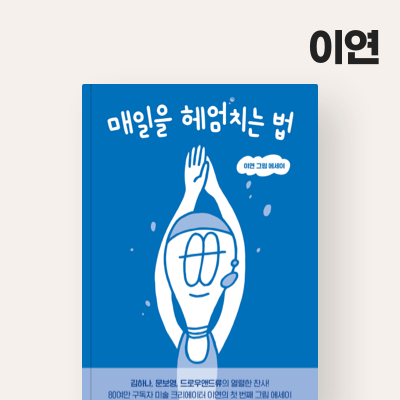 이연
매일을 헤엄치는 법
이연 그림 에세이
김하나, 문보영, 드로우앤드류의 열렬한 찬사!
80여만 구독자 미술 크리에이터 이연의 첫 번째 그림 에세이